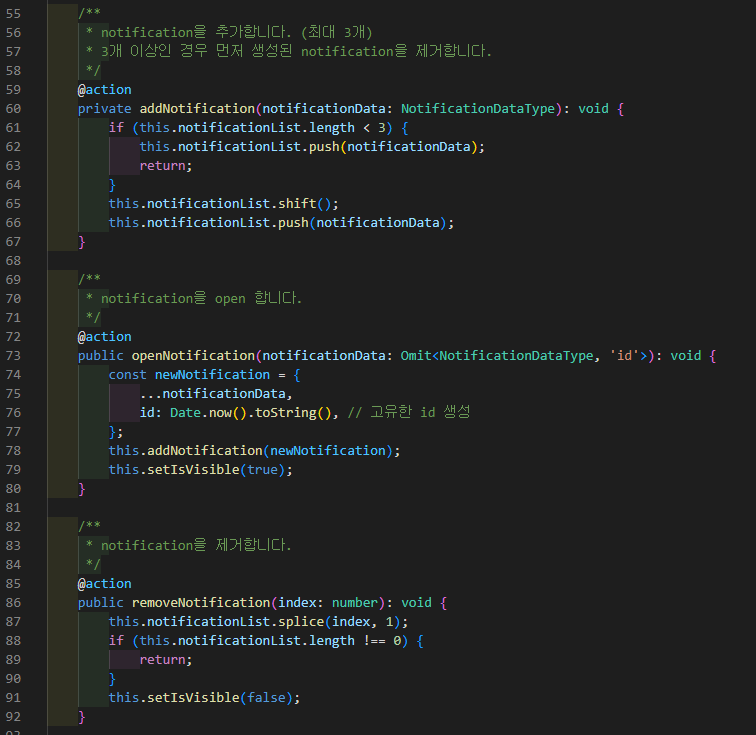 55 /**
56  * notification을 추가합니다. (최대 3개)
57  * 3개 이상인 경우 먼저 생성된 notification을 제거합니다.
58  */
59 @action
60 private addNotification(notificationData: NotificationDataType): void {
61     if (this.notificationList.length < 3) {
62         this.notificationList.push(notificationData);
63         return;
64     }
65     this.notificationList.shift();
66     this.notificationList.push(notificationData);
67 }
68
69 /**
70  * notification을 open 합니다.
71  */
72 @action
73 public openNotification(notificationData: Omit<NotificationDataType, 'id'>): void {
74     const newNotification = {
75         ...notificationData,
76         id: Date.now().toString(), // 고유한 id 생성
77     };
78     this.addNotification(newNotification);
79     this.setIsVisible(true);
80 }
81
82 /**
83  * notification을 제거합니다.
84  */
85 @action
86 public removeNotification(index: number): void {
87     this.notificationList.splice(index, 1);
88     if (this.notificationList.length !== 0) {
89         return;
90     }
91     this.setIsVisible(false);
92 }